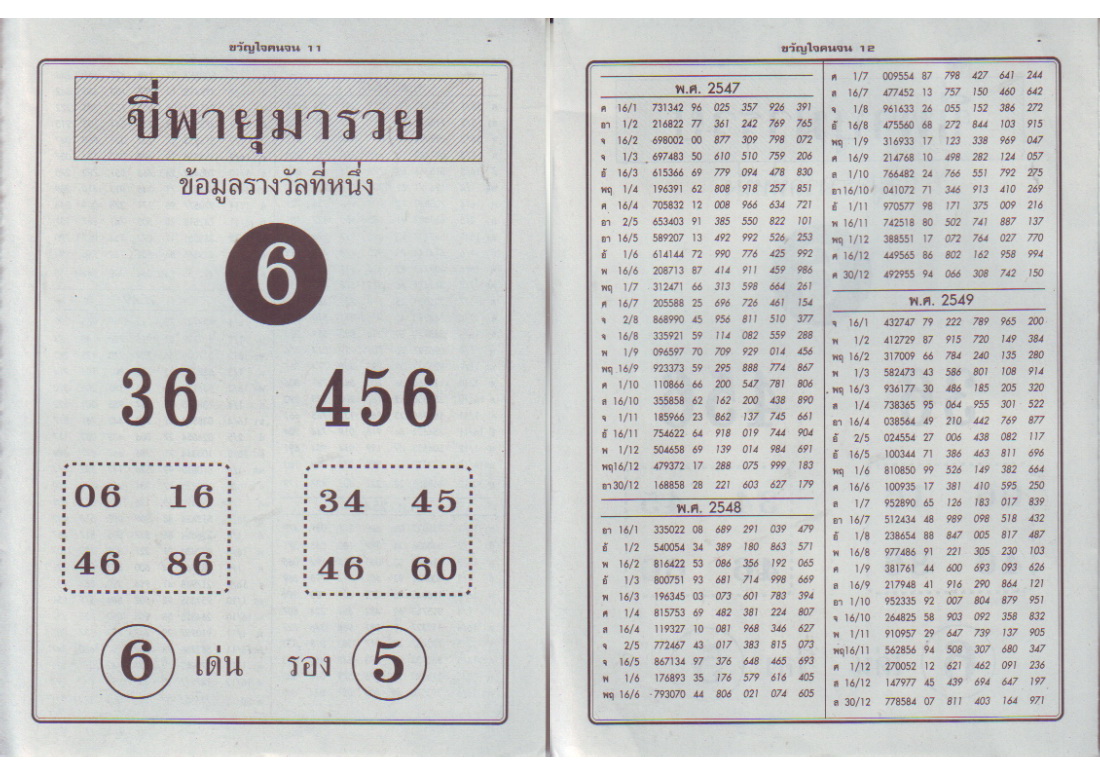 ขวัญใจคนจน 11
ขี่พายุมารวย
ข้อมูลรางวัลที่หนึ่ง
6
36 456
06 16
46 86
34 45
46 60
6 เด่น รอง 5
ขวัญใจคนจน 12
พ.ศ. 2547
ศ 16/1 731342 96 025 357 926 391
อา 1/2 216822 77 361 242 769 765
จ 16/2 698002 00 877 309 798 072
จ 1/3 697483 50 610 510 759 206
อั 16/3 615366 69 779 094 478 830
พฤ 1/4 196391 62 808 918 257 851
ศ 16/4 705832 12 008 966 634 721
อา 2/5 653403 91 385 550 822 101
อา 16/5 589207 13 492 992 526 253
อั 1/6 614144 72 990 776 425 992
พ 16/6 208713 87 414 911 459 986
พฤ 1/7 312471 66 313 598 664 261
ศ 16/7 205588 25 696 726 461 154
จ 2/8 868990 45 956 811 510 377
จ 16/8 335921 59 114 082 559 288
พ 1/9 096597 70 709 929 014 456
พฤ 16/9 923373 59 295 888 774 867
ศ 1/10 110866 66 200 547 781 806
ส 16/10 355858 62 162 200 438 890
จ 1/11 185966 23 862 137 745 661
อั 16/11 754622 64 918 019 744 904
พ 1/12 504658 69 139 014 984 691
พฤ16/12 479372 17 288 075 999 183
อา 30/12 168858 28 221 603 627 179
พ.ศ. 2548
อา 16/1 335022 08 689 291 039 479
อั 1/2 540054 34 389 180 863 571
พ 16/2 816422 53 086 356 192 065
อั 1/3 800751 93 681 714 998 669
พ 16/3 196345 03 073 601 783 394
ศ 1/4 815753 69 482 381 224 807
ส 16/4 119327 10 081 968 346 627
จ 2/5 772467 43 017 383 815 073
จ 16/5 867134 97 376 648 465 693
พ 1/6 176893 35 176 579 616 405
พฤ 16/6 793070 44 806 021 074 605
ศ 1/7 009554 87 798 427 641 244
ส 16/7 477452 13 757 150 460 642
จ 1/8 961633 26 055 152 386 272
อั 16/8 475560 68 272 844 103 915
พฤ 1/9 316933 17 123 338 969 047
ศ 16/9 214768 10 498 282 124 057
ส 1/10 766482 24 766 551 792 275
อา16/10 041072 71 346 913 410 269
อั 1/11 970577 98 171 375 009 216
พ 16/11 742518 80 502 741 887 137
พฤ 1/12 388551 17 072 764 027 770
ศ 16/12 449565 86 802 162 958 994
ศ 30/12 492955 94 066 308 742 150
พ.ศ. 2549
จ 16/1 432747 79 222 789 965 200
พ 1/2 412729 87 915 720 149 384
พฤ 16/2 317009 66 784 240 135 280
พ 1/3 582473 43 586 801 108 914
พฤ 16/3 936177 30 486 185 205 320
ส 1/4 738365 95 064 955 301 522
อา 16/4 038564 49 210 442 769 877
อั 2/5 024554 27 006 438 082 117
อั 16/5 100344 71 386 463 811 696
พฤ 1/6 810850 99 526 149 382 664
ศ 16/6 100935 17 381 410 595 250
ส 1/7 952890 65 126 183 017 839
อา 16/7 512434 48 989 098 518 432
อั 1/8 238654 88 847 005 817 487
พ 16/8 977486 91 221 305 230 103
ศ 1/9 381761 44 600 693 093 626
ส 16/9 217948 41 916 290 864 121
อา 1/10 952335 92 007 804 879 951
จ 16/10 264825 58 903 092 358 832
พ 1/11 910957 29 647 739 137 905
พฤ16/11 562856 94 508 307 680 347
ศ 1/12 270052 12 621 462 091 236
ส 16/12 147977 45 439 694 647 197
ส 30/12 778584 07 811 403 164 971